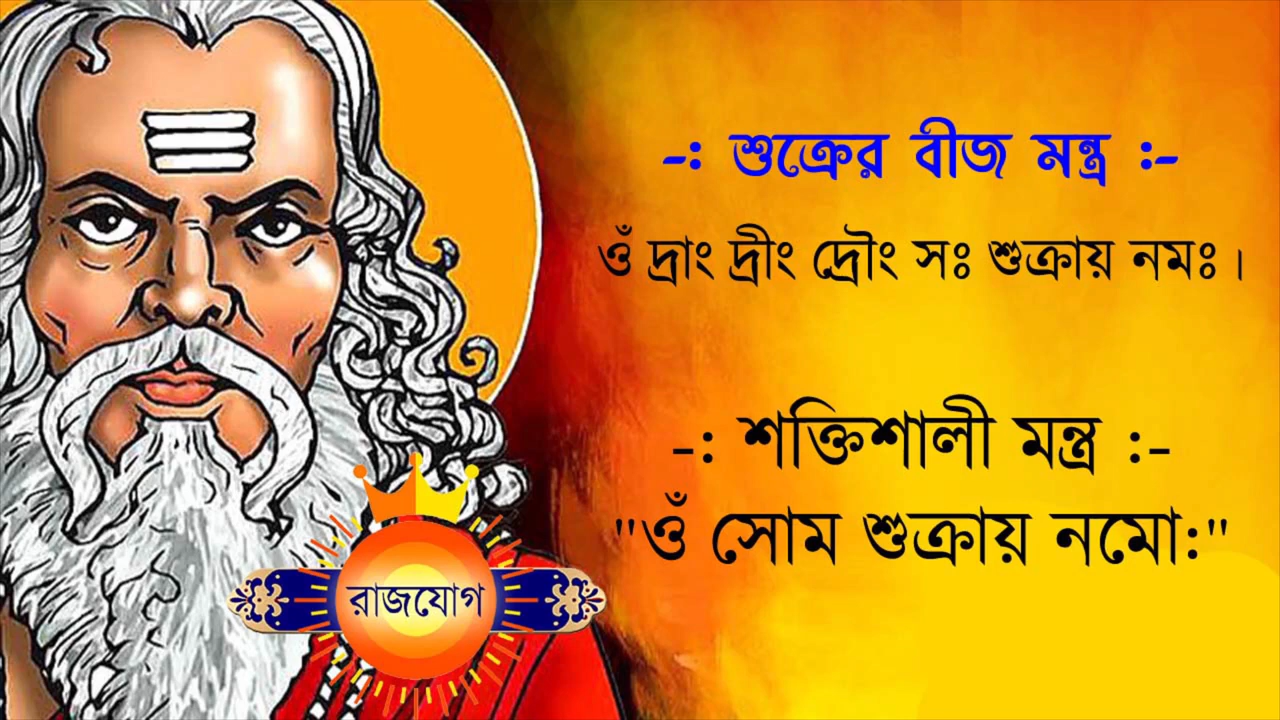 -: শুক্রের বীজ মন্ত্র :-
ওঁ দ্রাং দ্রীং দ্রৌং সঃ শুক্রায় নমঃ।
-: শক্তিশালী মন্ত্র :-
"ওঁ সোম শুক্রায় নমো:"
রাজযোগ